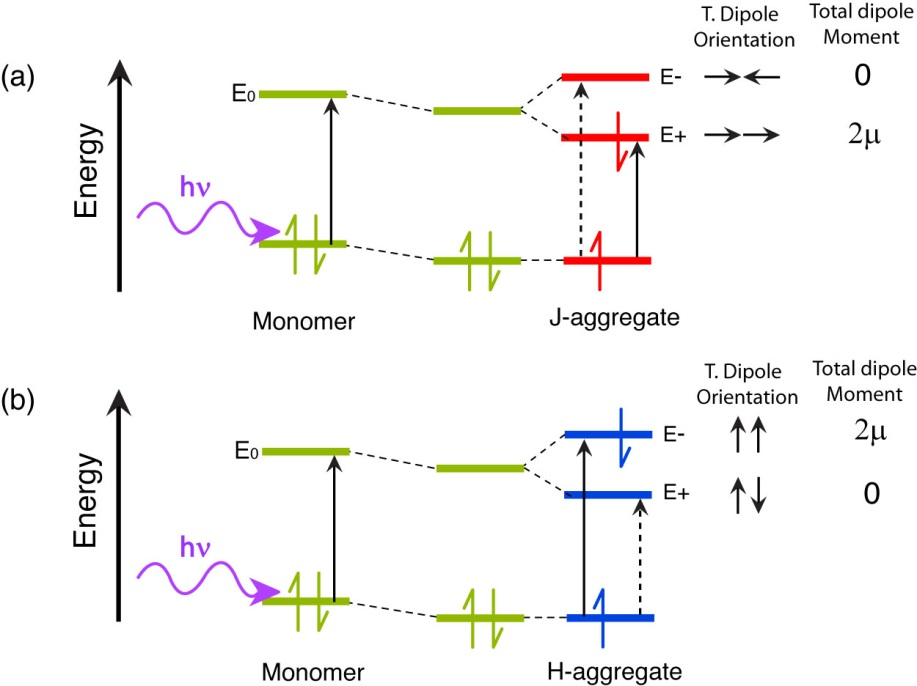 T. Dipole Total dipole
Orientation Moment
(a)
E0
E- 0
E+ 2μ
Energy
hν
Monomer
J-aggregate
T. Dipole Total dipole
Orientation Moment
(b)
E0
E- 2μ
E+ 0
Energy
hν
Monomer
H-aggregate